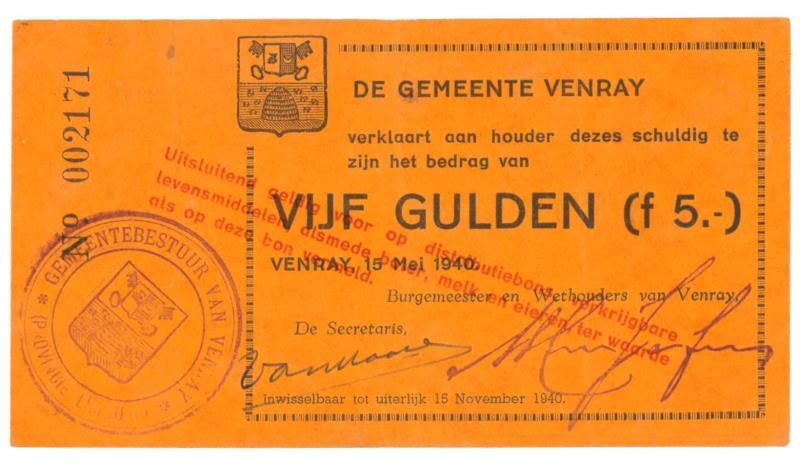 No. 002171
DE GEMEENTE VENRAY
verklaart aan houder dezes schuldig te
zijn het bedrag van
VIJF GULDEN (f 5.-)
VENRAY, 15 Mei 1940.
Burgemeester en Wethouders van Venray,
De Secretaris,
Inwisselbaar tot uiterlijk 15 November 1940.
Uitsluitend geldig voor op distributiebons verkrijgbare
levensmiddelen alsmede boter, melk en eieren ter waarde
als op deze bon vermeld.
GEMEENTEBESTUUR VAN VENRAY
(PROVINCIE LIMBURG)